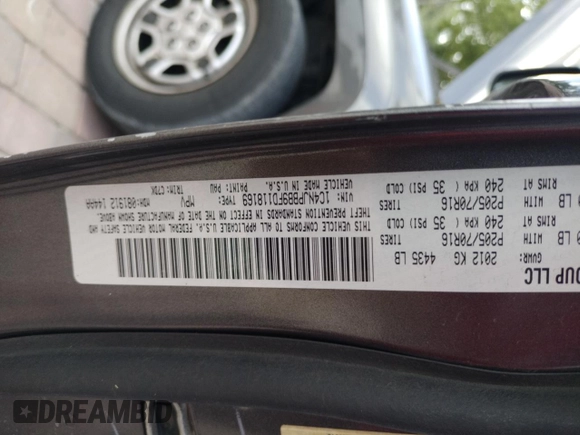 OUP LLC
GVWR: 2012 KG 4435 LB
WITH P205/70R16 TIRES
RIMS AT 240 KPA( 35 PSI) COLD
WITH P205/70R16 TIRES
RIMS AT 240 KPA( 35 PSI) COLD
THIS VEHICLE CONFORMS TO ALL APPLICABLE U.S.A. FEDERAL MOTOR VEHICLE SAFETY AND
THEFT PREVENTION STANDARDS IN EFFECT ON THE DATE OF MANUFACTURE SHOWN ABOVE.
VIN: 1C4NJPBB9FD118169 TYPE: MPV
VEHICLE MADE IN U.S.A. PAINT: PAU TRIM:
DREAMBID